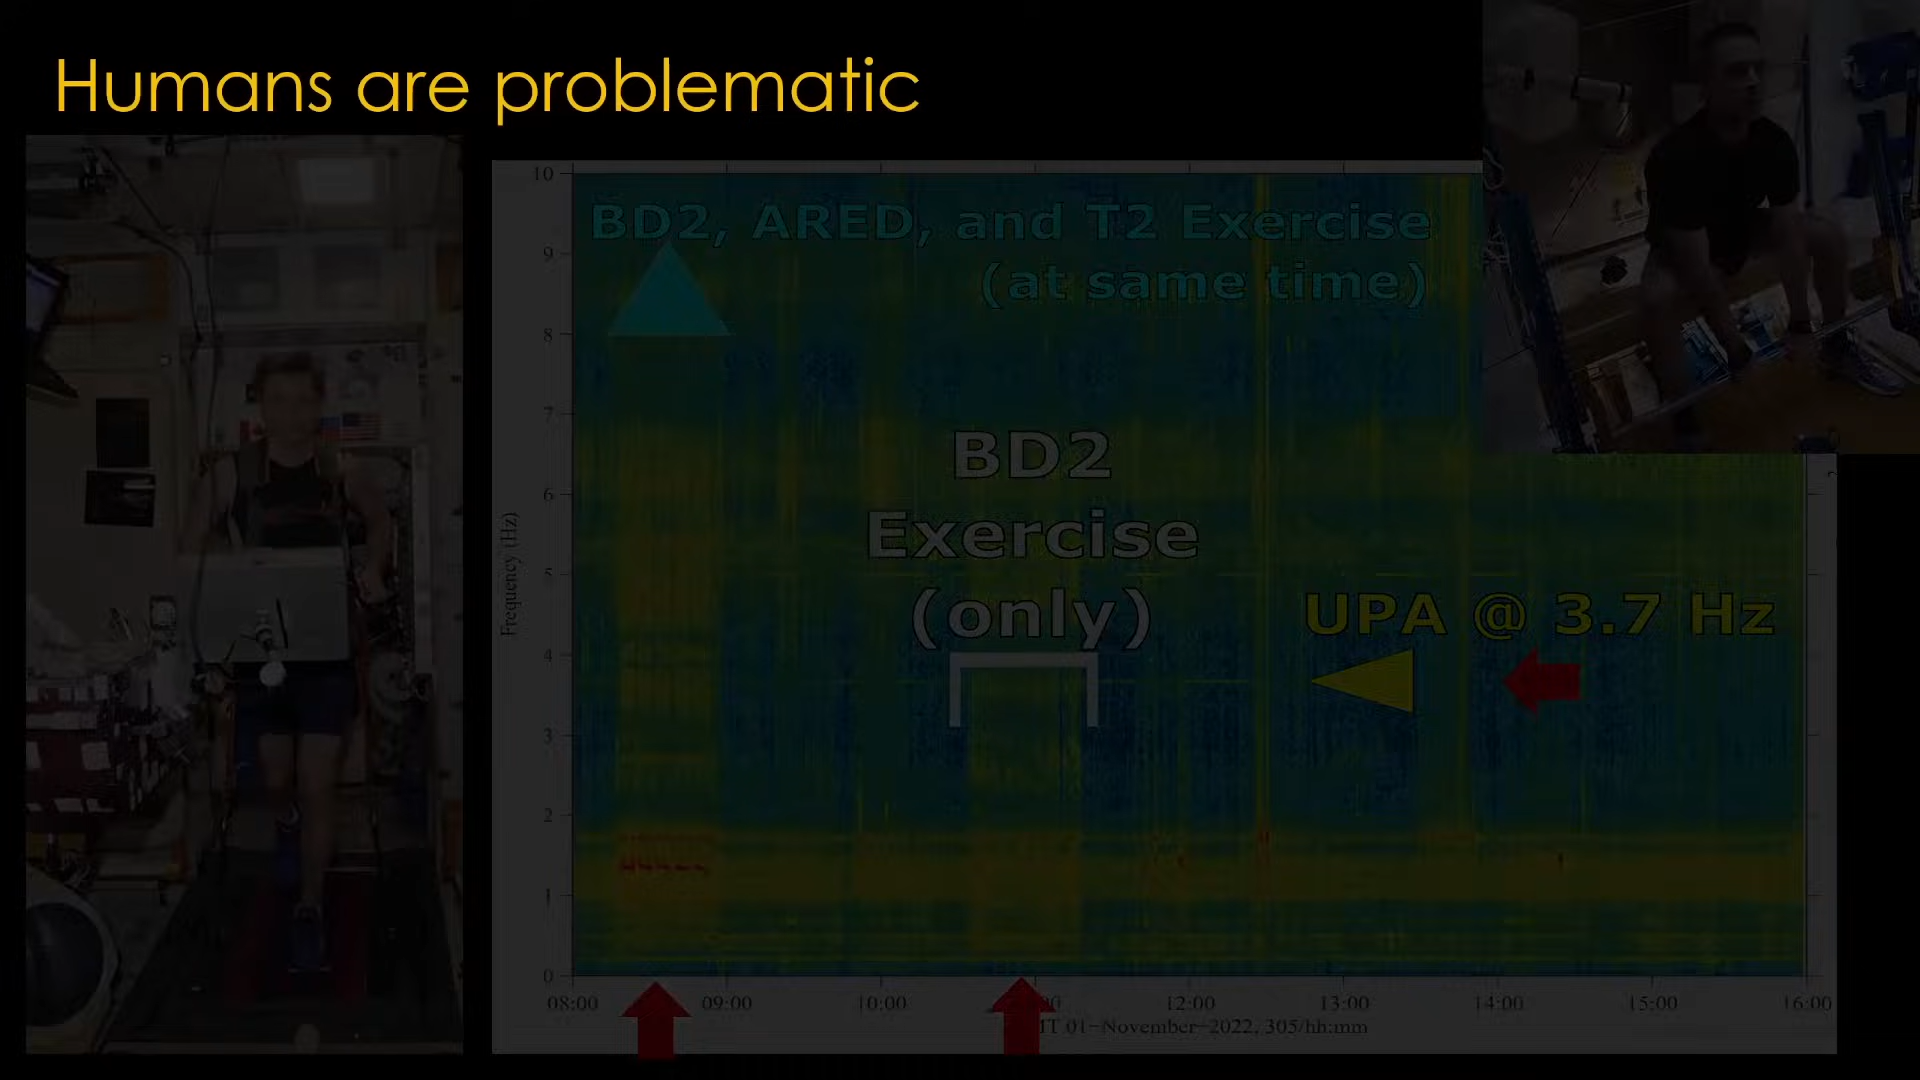 Humans are problematic
BD2, ARED, and T2 Exercise
(at same time)
BD2
Exercise
(only)
UPA @ 3.7 Hz
Frequency (Hz)
10
9
8
7
6
5
4
3
2
1
0
08:00 09:00 10:00 12:00 13:00 14:00 15:00 16:00
01-November-2022, 305/hh:mm